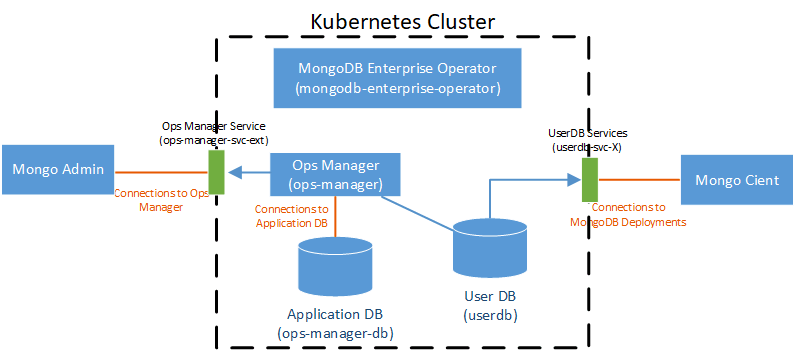 Kubernetes Cluster
MongoDB Enterprise Operator
(mongodb-enterprise-operator)
Ops Manager Service
(ops-manager-svc-ext)
UserDB Services
(userdb-svc-X)
Mongo Admin
Ops Manager
(ops-manager)
Mongo Client
Connections to Ops
Manager
Connections to
Application DB
Connections to
MongoDB Deployments
Application DB
(ops-manager-db)
User DB
(userdb)